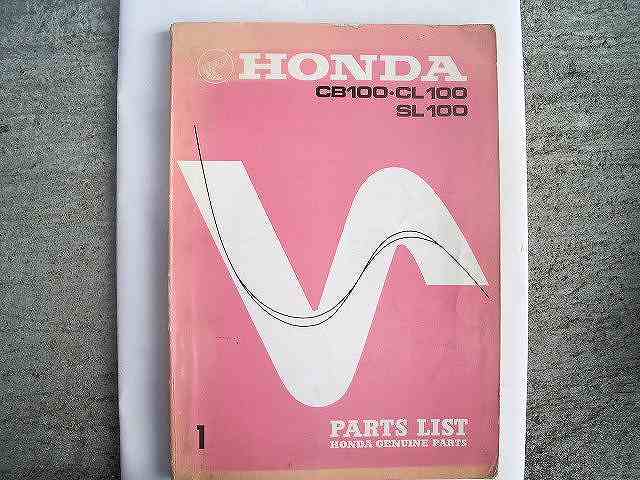 HONDA
CB100·CL100
SL100
1
PARTS LIST
HONDA GENUINE PARTS